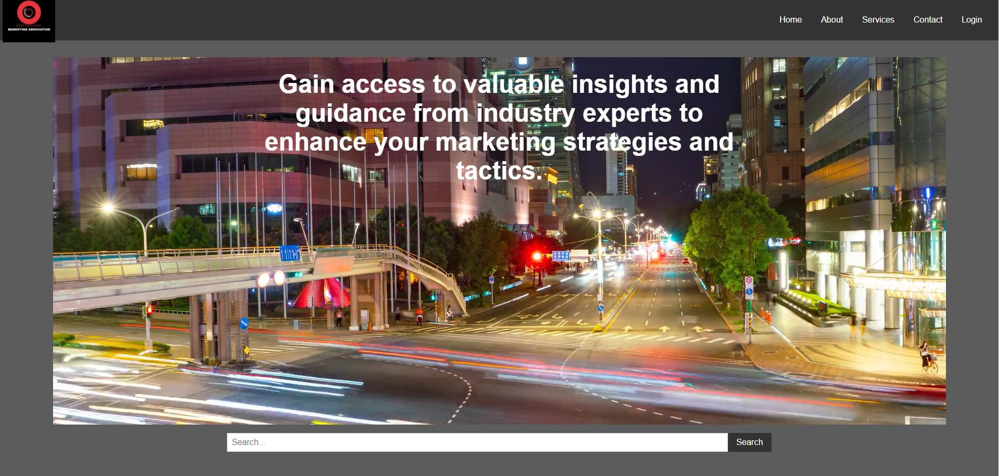 NEW ZEALAND
MARKETING ASSOCIATION
Home
About
Services
Contact
Login
Gain access to valuable insights and
guidance from industry experts to
enhance your marketing strategies and
tactics.
Search...
Search